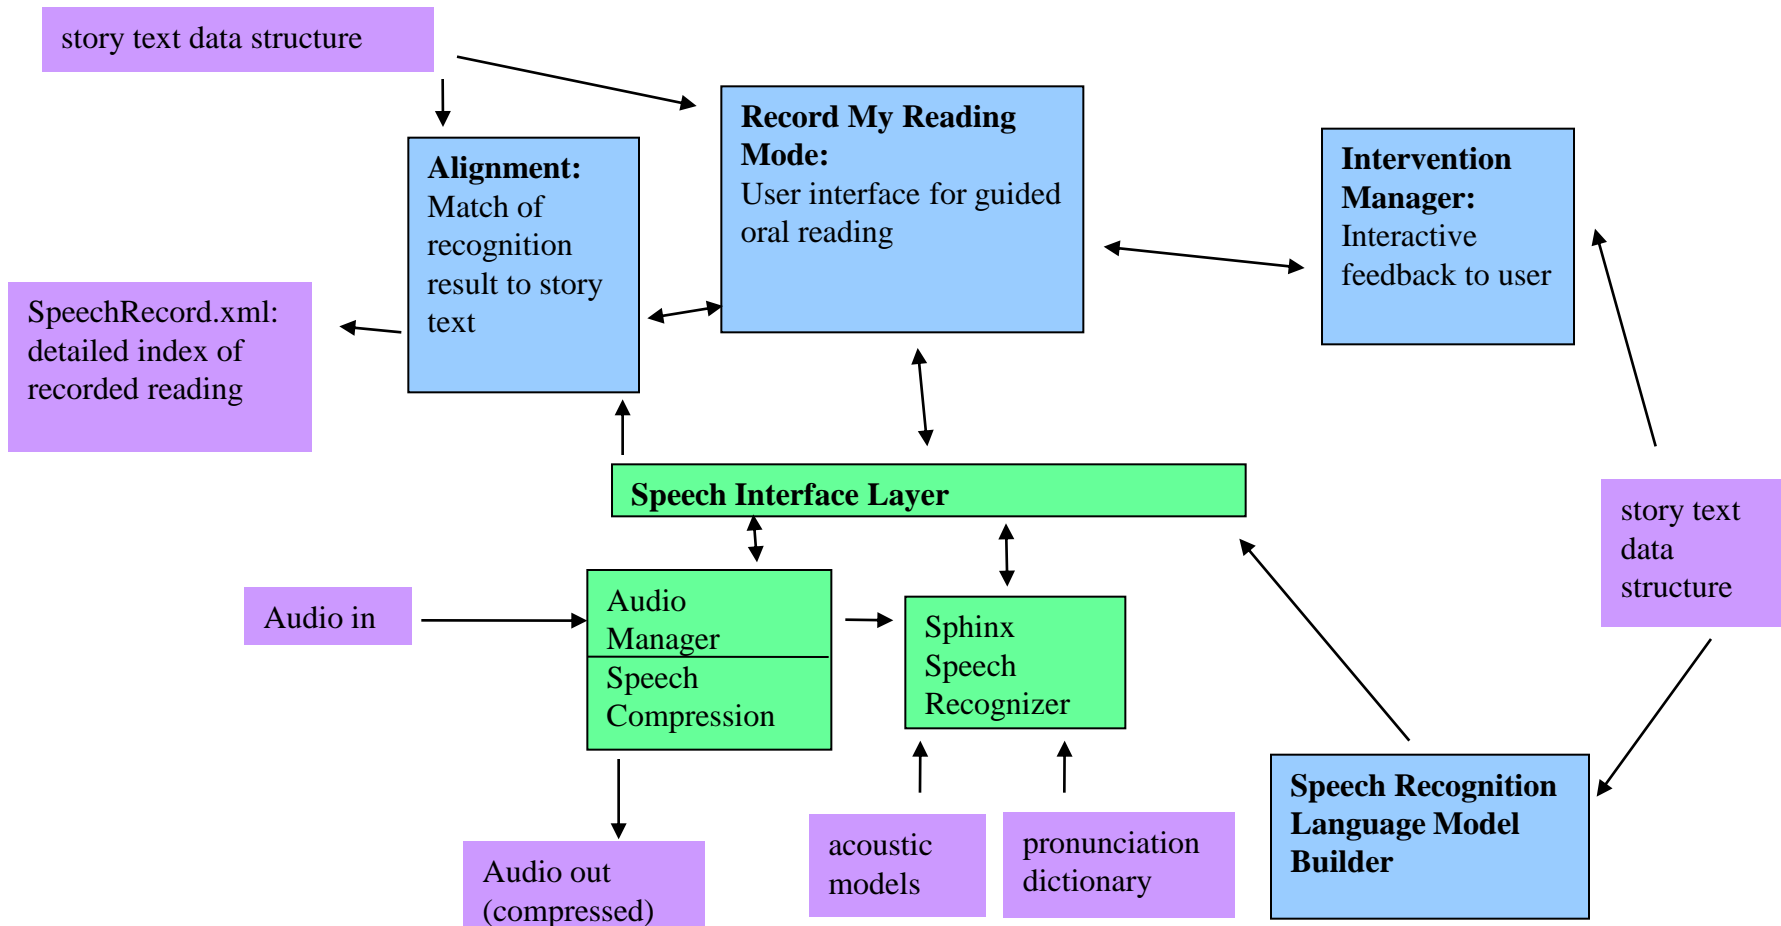 story text data structure
Record My Reading
Mode:
User interface for guided
oral reading
Alignment:
Match of
recognition
result to story
text
Intervention
Manager:
Interactive
feedback to user
SpeechRecord.xml:
detailed index of
recorded reading
Speech Interface Layer
story text
data
structure
Audio in
Audio
Manager
Speech
Compression
Sphinx
Speech
Recognizer
Speech Recognition
Language Model
Builder
acoustic
models
pronunciation
dictionary
Audio out
(compressed)